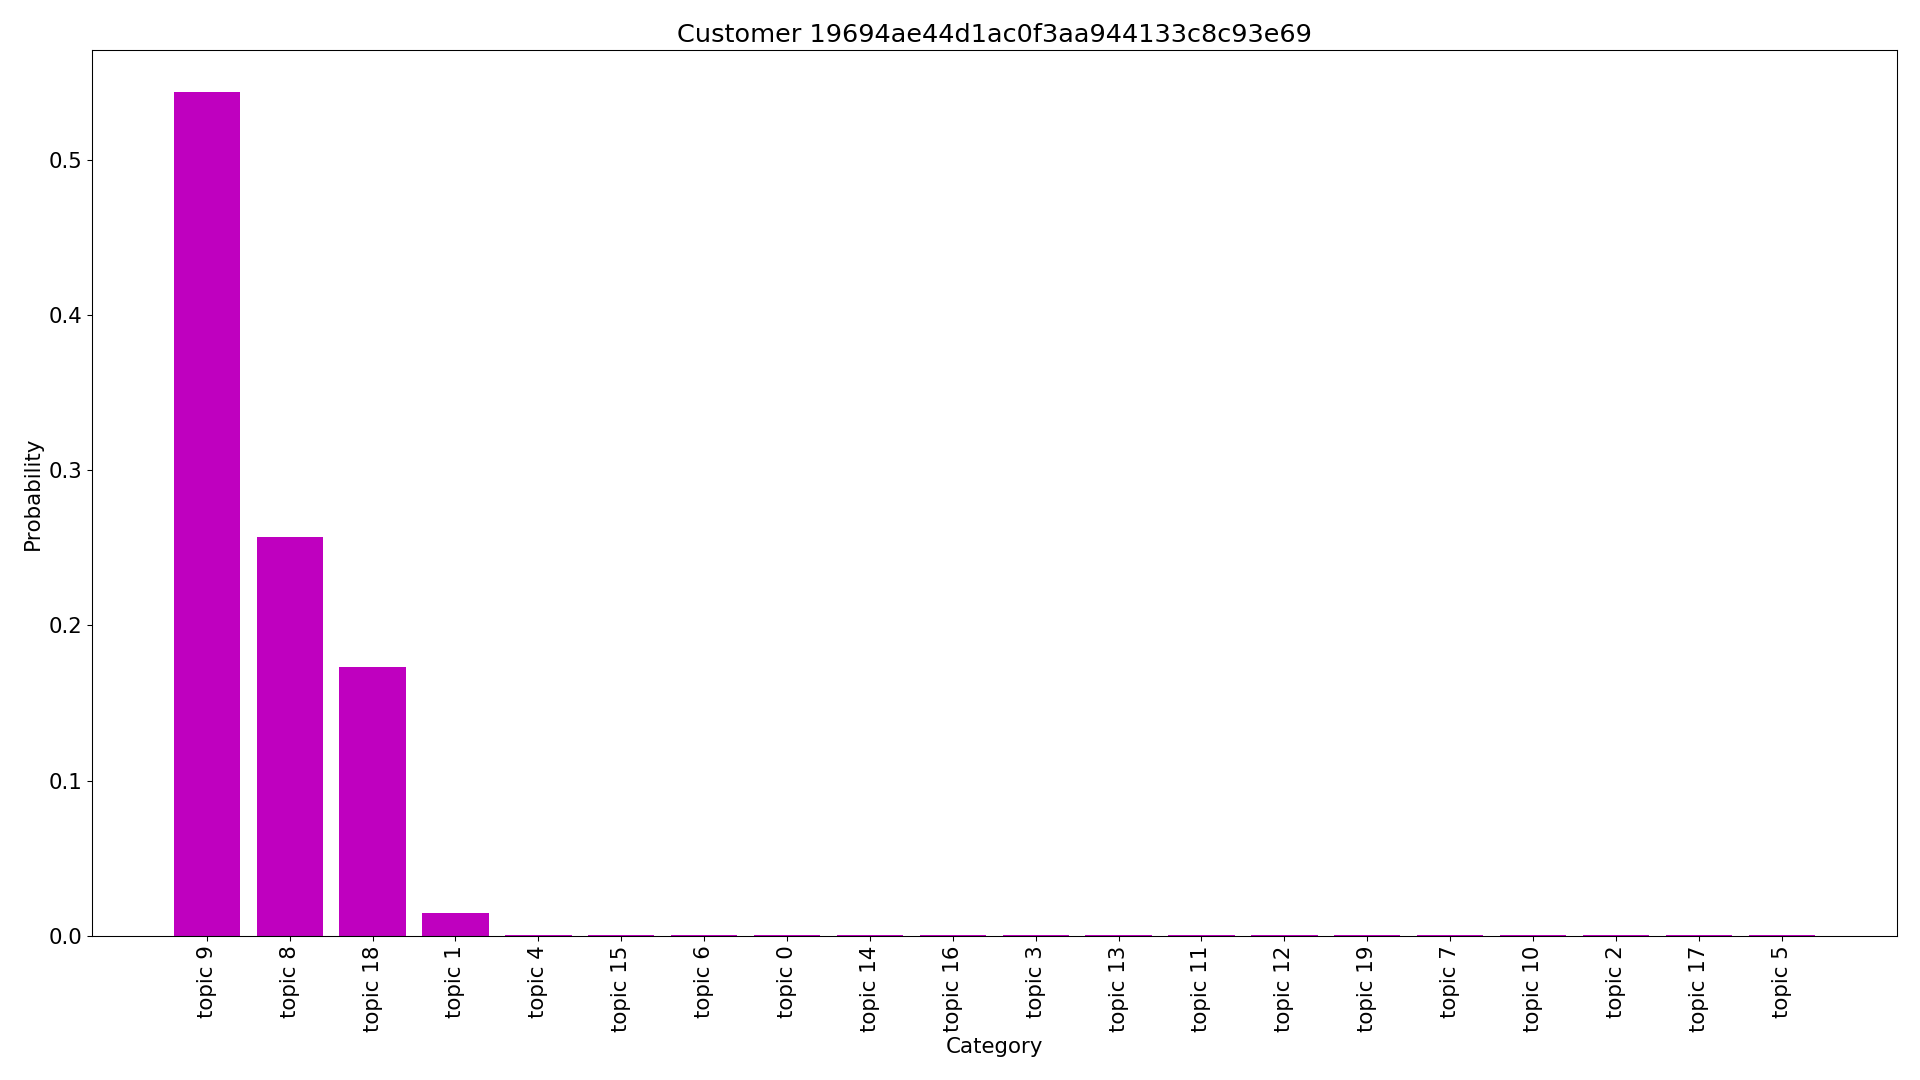 Customer 19694ae44d1ac0f3aa944133c8c93e69
Probability
0.5
0.4
0.3
0.2
0.1
0.0
topic 9
topic 8
topic 18
topic 1
topic 4
topic 15
topic 6
topic 0
topic 14
topic 16
topic 3
topic 13
topic 11
topic 12
topic 19
topic 7
topic 10
topic 2
topic 17
topic 5
Category